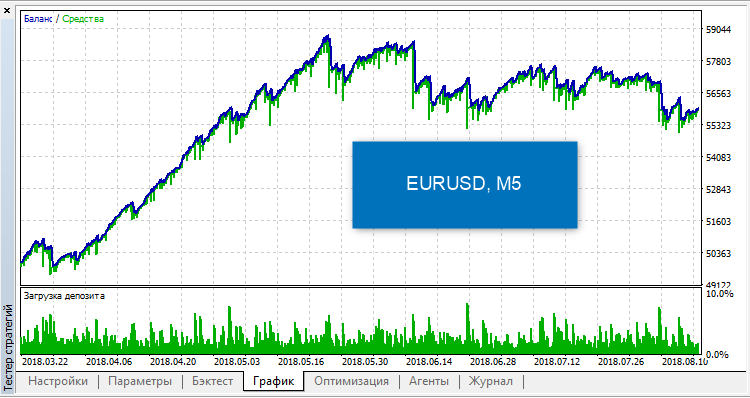 Баланс / Средства
59044
57803
56563
55323
54083
52843
51603
50363
49122
EURUSD, M5
Загрузка депозита
10.0%
0.0%
2018.03.22 2018.04.06 2018.04.20 2018.05.03 2018.05.16 2018.05.30 2018.06.14 2018.06.28 2018.07.12 2018.07.26 2018.08.10
Тестер стратегий
Настройки Параметры Бэктест График Оптимизация Агенты Журнал